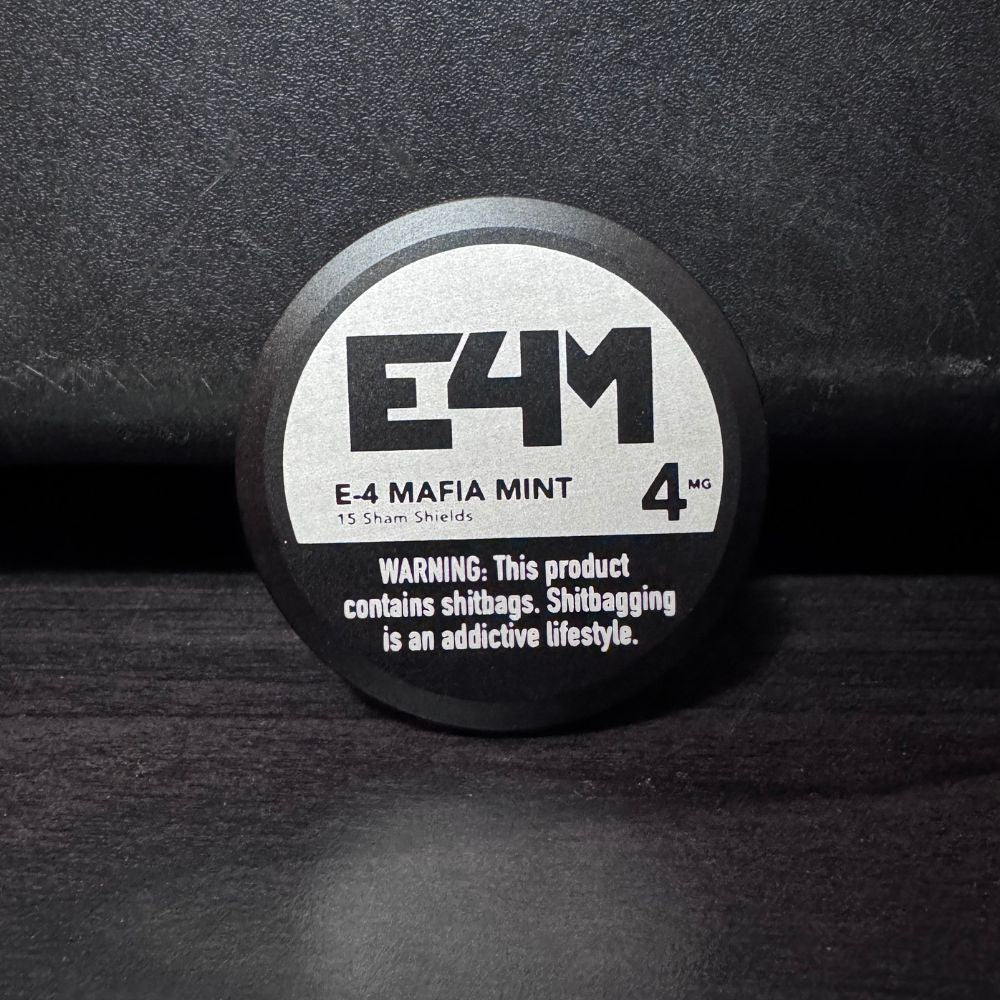 E4M
E-4 MAFIA MINT
4 MG
15 Sham Shields
WARNING: This product
contains shitbags. Shitbagging
is an addictive lifestyle.